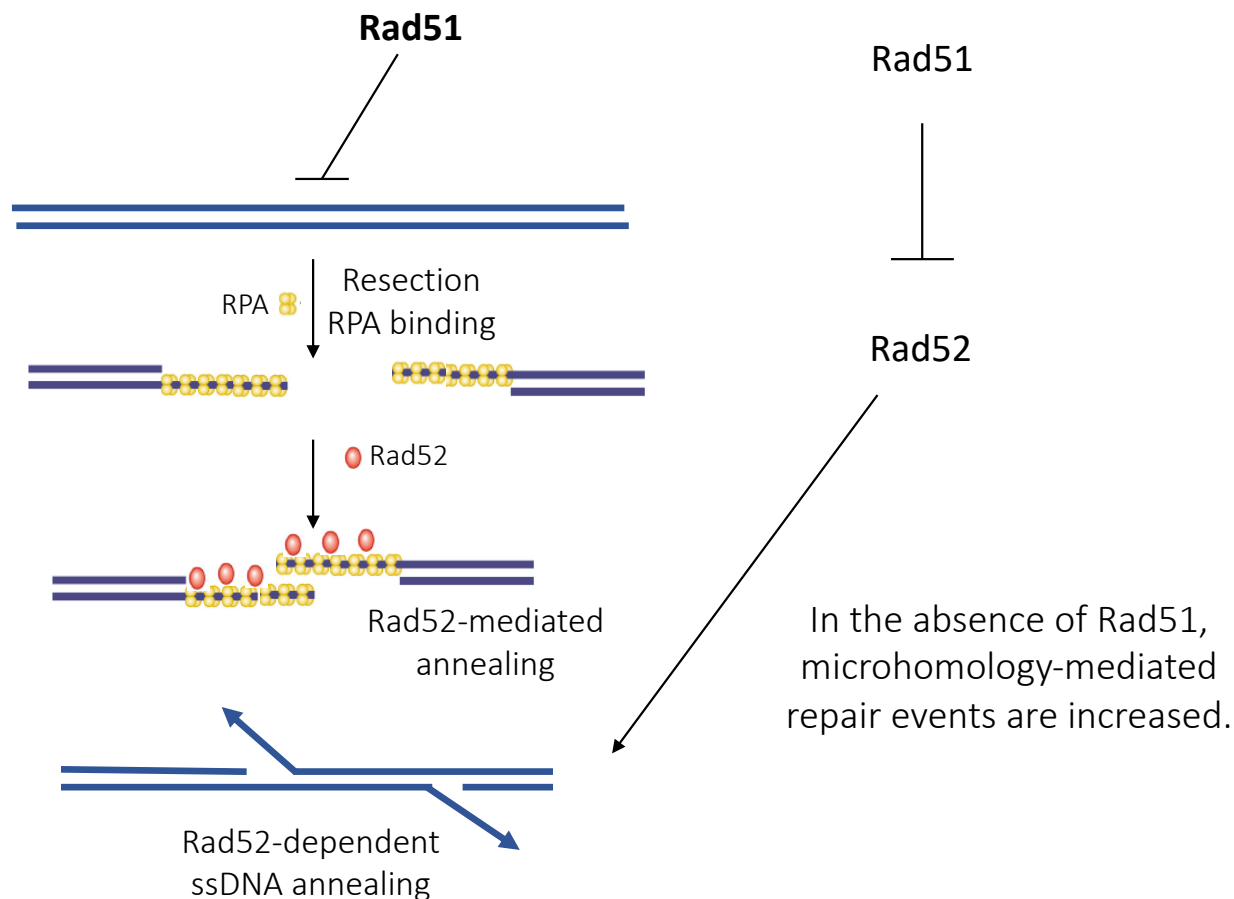 Rad51
Rad51
RPA
Resection
RPA binding
Rad52
Rad52
Rad52-mediated
annealing
In the absence of Rad51,
microhomology-mediated
repair events are increased.
Rad52-dependent
ssDNA annealing